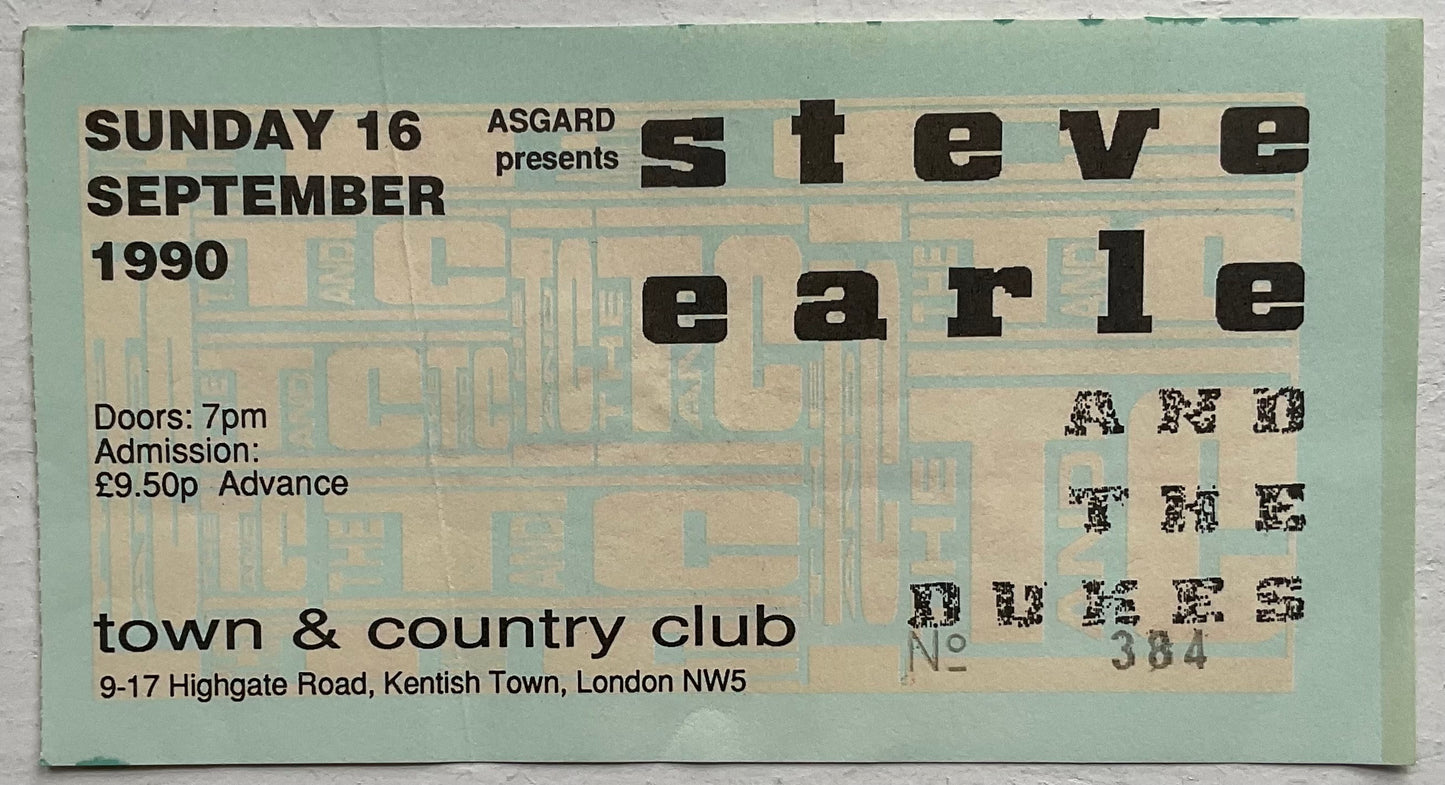 SUNDAY 16
SEPTEMBER
1990
ASGARD
presents
steve
earle
AND
THE
DUKES
Doors: 7pm
Admission:
£9.50p Advance
town & country club
9-17 Highgate Road, Kentish Town, London NW5
Nº 384